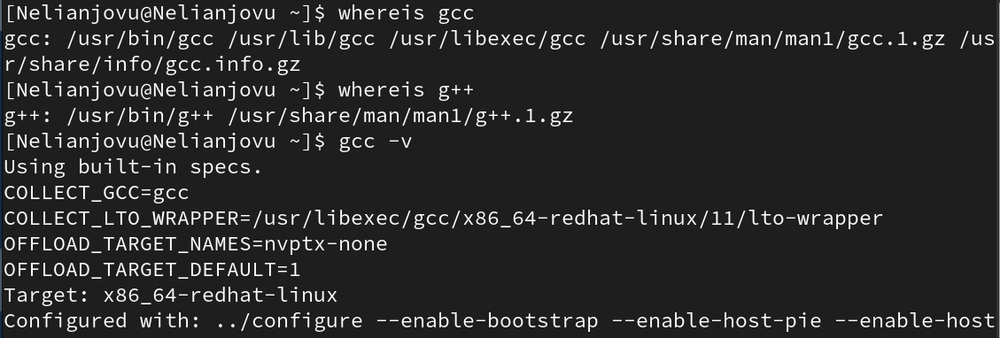 [Nelianjovu@Nelianjovu ~]$ whereis gcc
gcc: /usr/bin/gcc /usr/lib/gcc /usr/libexec/gcc /usr/share/man/man1/gcc.1.gz /us
r/share/info/gcc.info.gz
[Nelianjovu@Nelianjovu ~]$ whereis g++
g++: /usr/bin/g++ /usr/share/man/man1/g++.1.gz
[Nelianjovu@Nelianjovu ~]$ gcc -v
Using built-in specs.
COLLECT_GCC=gcc
COLLECT_LTO_WRAPPER=/usr/libexec/gcc/x86_64-redhat-linux/11/lto-wrapper
OFFLOAD_TARGET_NAMES=nvptx-none
OFFLOAD_TARGET_DEFAULT=1
Target: x86_64-redhat-linux
Configured with: ../configure --enable-bootstrap --enable-host-pie --enable-host